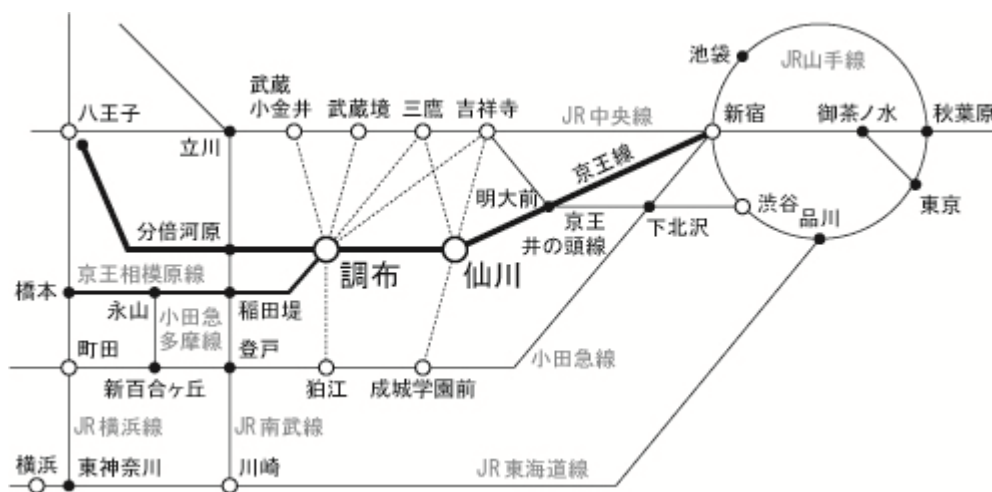 池袋
JR山手線
武蔵
小金井
武蔵境
三鷹
吉祥寺
八王子
JR中央線
新宿
御茶ノ水
秋葉原
立川
京王線
明大前
渋谷
東京
分倍河原
京王
井の頭線
下北沢
品川
京王相模原線
調布
仙川
橋本
永山
小田急
多摩線
稲田堤
町田
登戸
小田急線
新百合ヶ丘
狛江
成城学園前
JR横浜線
JR南武線
横浜
東神奈川
川崎
JR東海道線